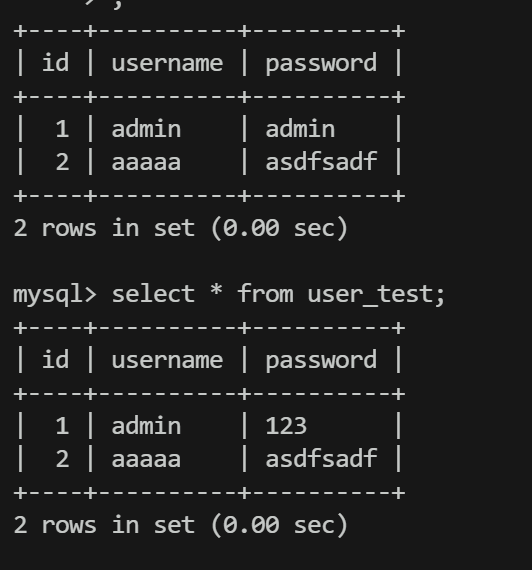 > ;
+----+----------+----------+
| id | username | password |
+----+----------+----------+
|  1 | admin    | admin    |
|  2 | aaaaa    | asdfsadf |
+----+----------+----------+
2 rows in set (0.00 sec)

mysql> select * from user_test;
+----+----------+----------+
| id | username | password |
+----+----------+----------+
|  1 | admin    | 123      |
|  2 | aaaaa    | asdfsadf |
+----+----------+----------+
2 rows in set (0.00 sec)